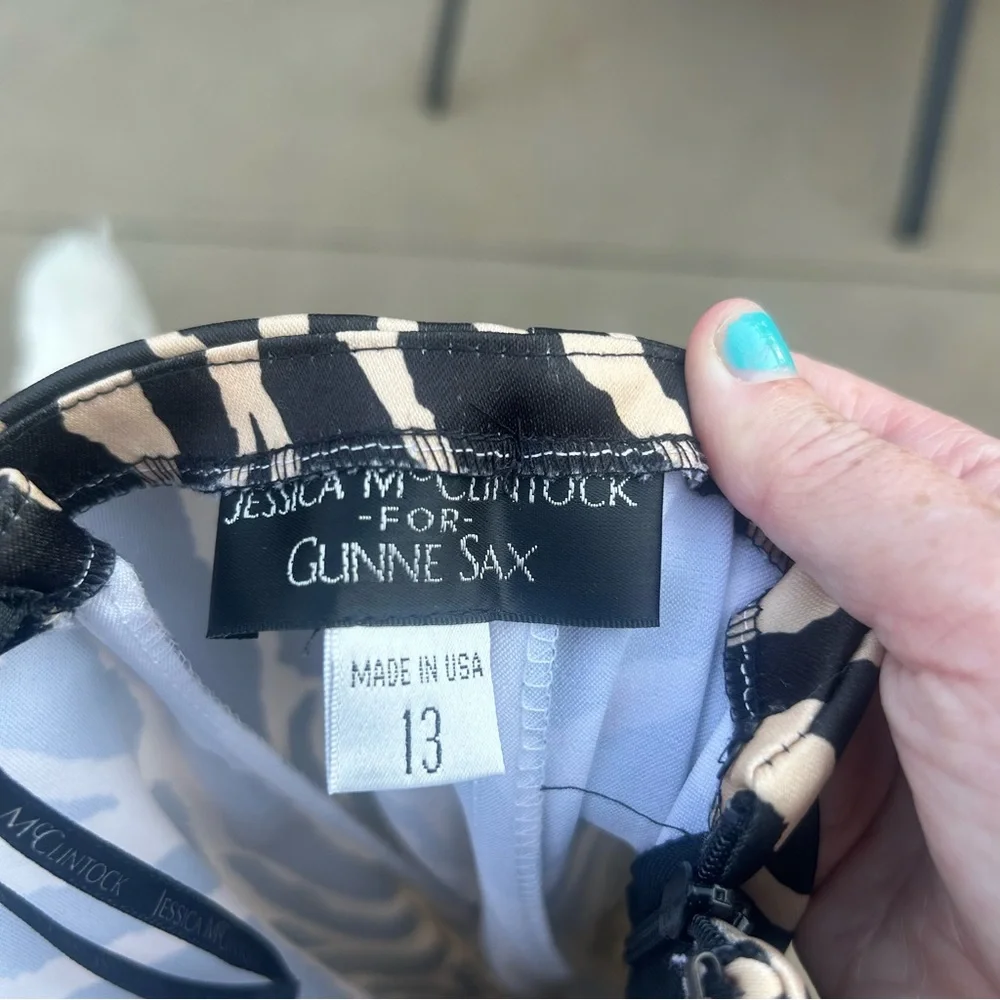 JESSICA MCCLINTOCK
-FOR-
GUNNE SAX
MADE IN USA
13
MCCLINTOCK JESSICA MC